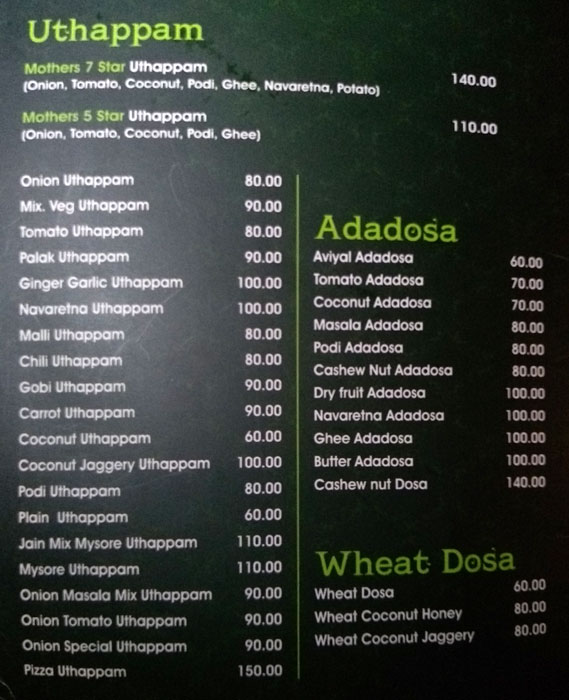 Uthappam
Mothers 7 Star Uthappam 140.00
(Onion, Tomato, Coconut, Podi, Ghee, Navaretna, Potato)
Mothers 5 Star Uthappam 110.00
(Onion, Tomato, Coconut, Podi, Ghee)
Onion Uthappam 80.00
Mix. Veg Uthappam 90.00
Tomato Uthappam 80.00
Palak Uthappam 90.00
Ginger Garlic Uthappam 100.00
Navaretna Uthappam 100.00
Malli Uthappam 80.00
Chili Uthappam 80.00
Gobi Uthappam 90.00
Carrot Uthappam 90.00
Coconut Uthappam 60.00
Coconut Jaggery Uthappam 100.00
Podi Uthappam 80.00
Plain Uthappam 60.00
Jain Mix Mysore Uthappam 110.00
Mysore Uthappam 110.00
Onion Masala Mix Uthappam 90.00
Onion Tomato Uthappam 90.00
Onion Special Uthappam 90.00
Pizza Uthappam 150.00
Adadosa
Aviyal Adadosa 60.00
Tomato Adadosa 70.00
Coconut Adadosa 70.00
Masala Adadosa 80.00
Podi Adadosa 80.00
Cashew Nut Adadosa 80.00
Dry fruit Adadosa 100.00
Navaretna Adadosa 100.00
Ghee Adadosa 100.00
Butter Adadosa 100.00
Cashew nut Dosa 140.00
Wheat Dosa
Wheat Dosa 60.00
Wheat Coconut Honey 80.00
Wheat Coconut Jaggery 80.00